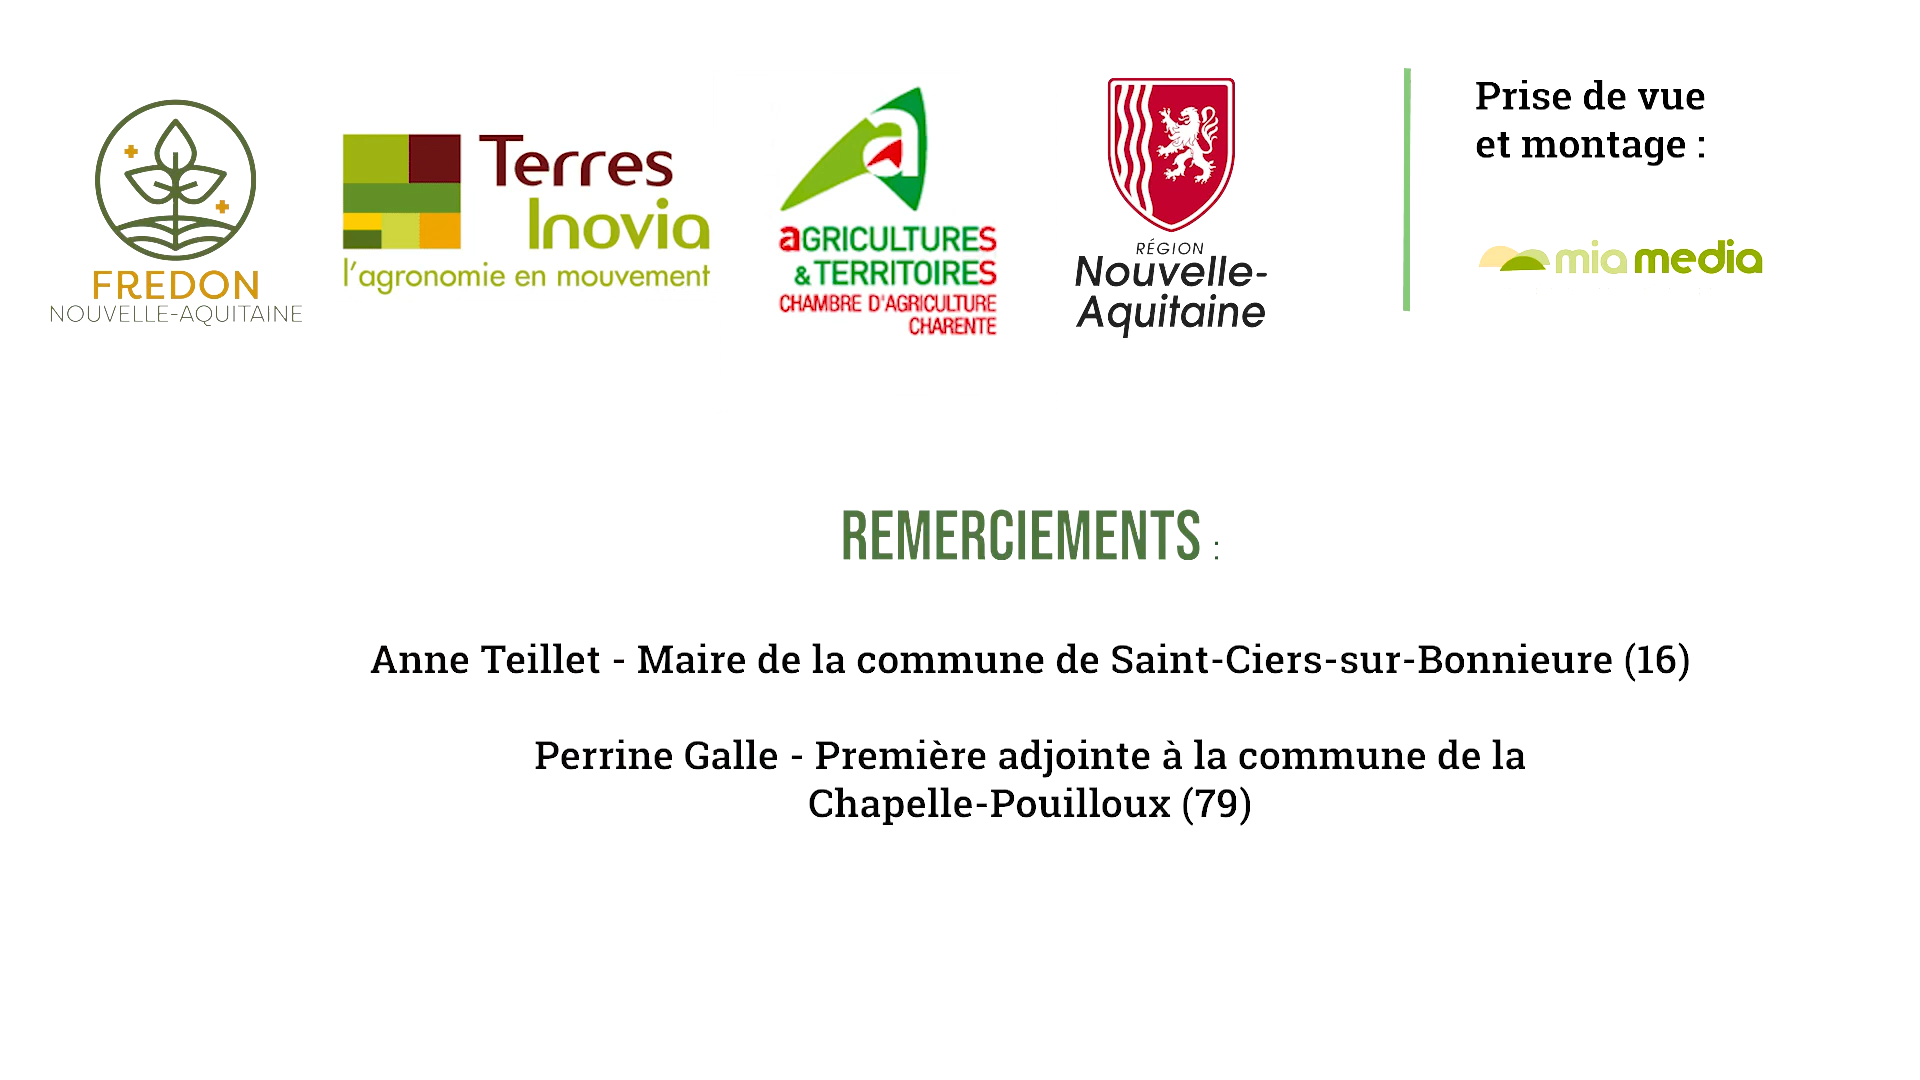 FREDON
NOUVELLE-AQUITAINE
Terres
Inovia
l'agronomie en mouvement
a
aGRICULTURES
& TERRITOIRES
CHAMBRE D'AGRICULTURE
CHARENTE
RÉGION
Nouvelle-
Aquitaine
Prise de vue
et montage :
mia media
REMERCIEMENTS :
Anne Teillet - Maire de la commune de Saint-Ciers-sur-Bonnieure (16)
Perrine Galle - Première adjointe à la commune de la
Chapelle-Pouilloux (79)